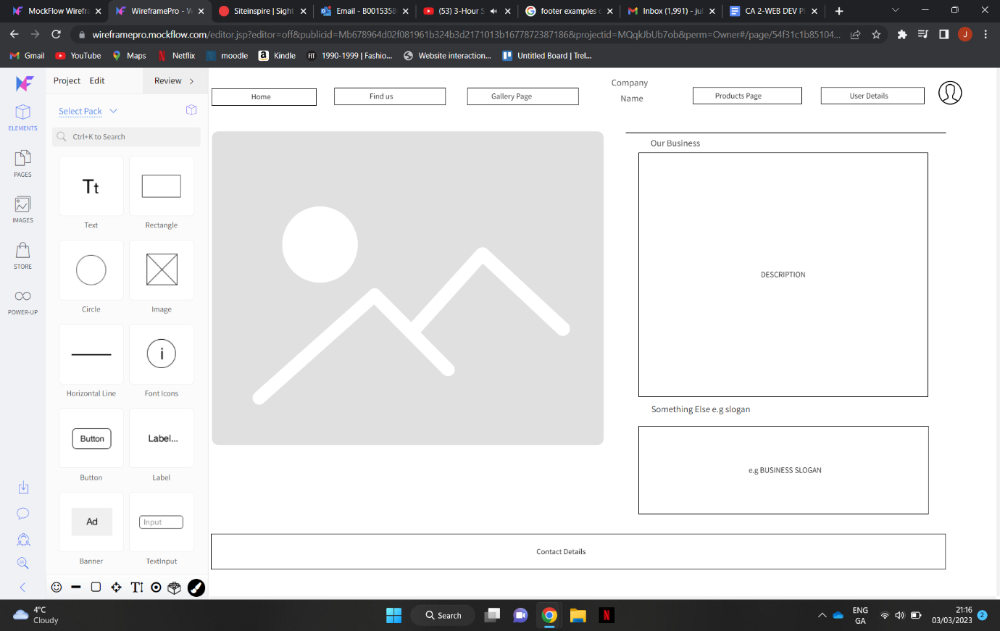 MockFlow Wirefra
WireframePro - W
Siteinspire | Sight
Email - B0015358
(53) 3-Hour S
footer examples c
Inbox (1,991) - jul
CA 2-WEB DEV P
wireframepro.mockflow.com/editor.jsp?editor=off&publicid=Mb678964d02f081961b324b3d2171013b1677872387186&projectid=MQqkJbUb7ob&perm=Owner#/page/54f31c1b85104...
J
Gmail
YouTube
Maps
Netflix
moodle
Kindle
FIT 1990-1999 | Fashio...
Website interaction...
Untitled Board | Trel...
Project Edit
Review
Select Pack
Ctrl+K to Search
ELEMENTS
PAGES
IMAGES
STORE
POWER-UP
Tt
Text
Rectangle
Circle
Image
Horizontal Line
i
Font Icons
Button
Button
Label...
Label
Ad
Banner
Input
TextInput
Home
Find us
Gallery Page
Company
Name
Products Page
User Details
Our Business
DESCRIPTION
Something Else e.g slogan
e.g BUSINESS SLOGAN
Contact Details
4°C
Cloudy
Search
ENG
GA
21:16
03/03/2023
2